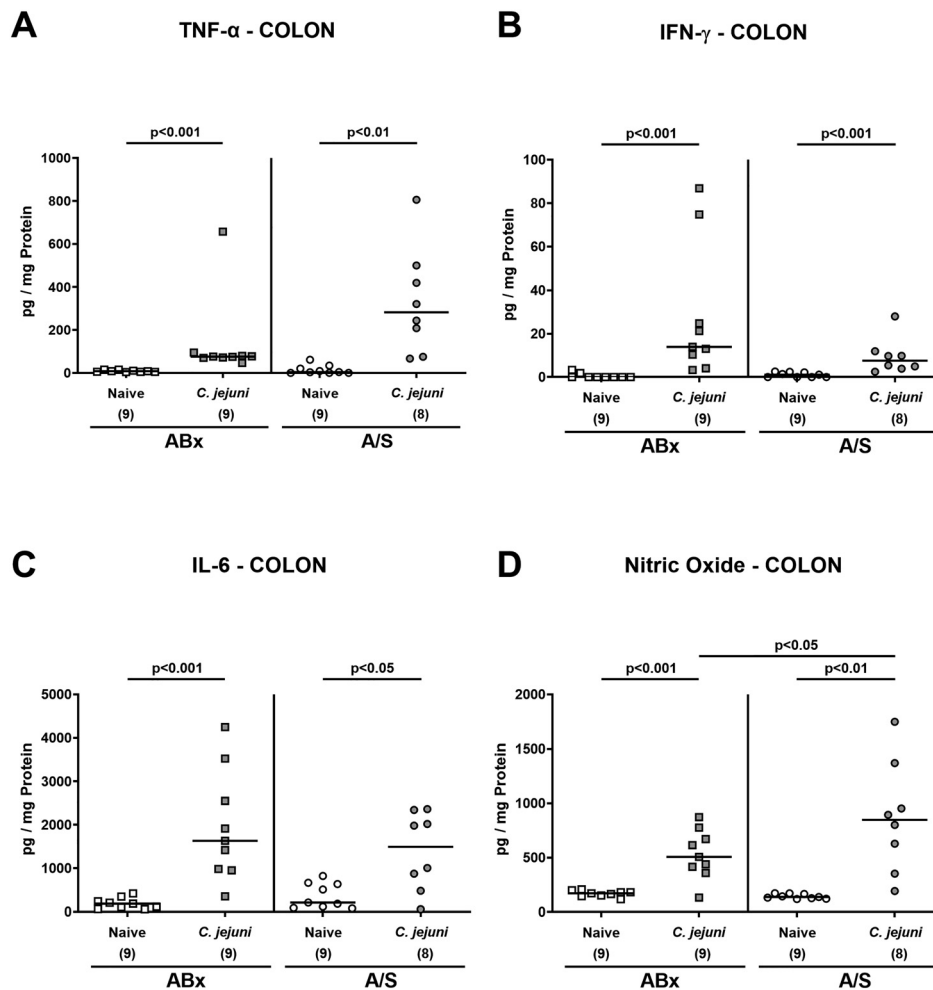 A
TNF-α - COLON
p<0.001
p<0.01
pg / mg Protein
1000
800
600
400
200
0
Naive
C. jejuni
Naive
C. jejuni
(9)
(9)
(9)
(8)
ABx
A/S
B
IFN-γ - COLON
p<0.001
p<0.001
pg / mg Protein
100
80
60
40
20
0
Naive
C. jejuni
Naive
C. jejuni
(9)
(9)
(9)
(8)
ABx
A/S
C
IL-6 - COLON
p<0.001
p<0.05
pg / mg Protein
5000
4000
3000
2000
1000
0
Naive
C. jejuni
Naive
C. jejuni
(9)
(9)
(9)
(8)
ABx
A/S
D
Nitric Oxide - COLON
p<0.05
p<0.001
p<0.01
pg / mg Protein
2000
1500
1000
500
0
Naive
C. jejuni
Naive
C. jejuni
(9)
(9)
(9)
(8)
ABx
A/S